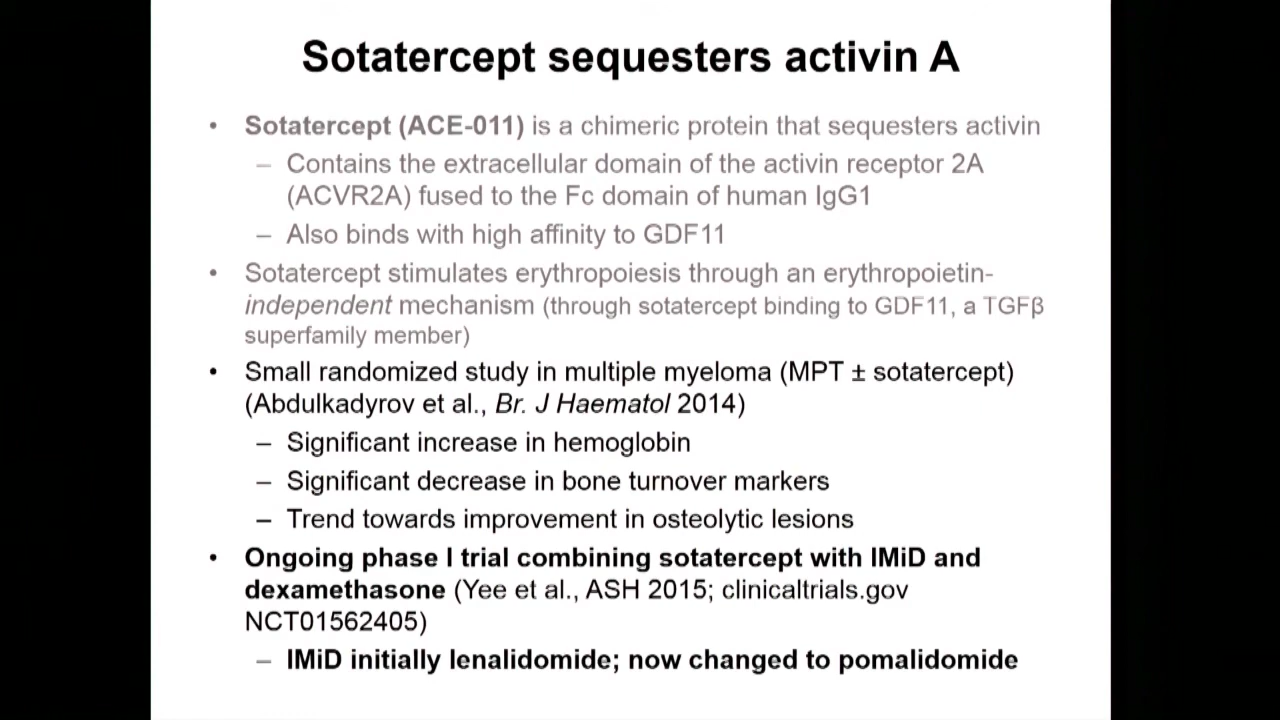 Sotatercept sequesters activin A
• Sotatercept (ACE-011) is a chimeric protein that sequesters activin
– Contains the extracellular domain of the activin receptor 2A
(ACVR2A) fused to the Fc domain of human IgG1
– Also binds with high affinity to GDF11
• Sotatercept stimulates erythropoiesis through an erythropoietin-
independent mechanism (through sotatercept binding to GDF11, a TGFβ
superfamily member)
• Small randomized study in multiple myeloma (MPT ± sotatercept)
(Abdulkadyrov et al., Br. J Haematol 2014)
– Significant increase in hemoglobin
– Significant decrease in bone turnover markers
– Trend towards improvement in osteolytic lesions
• Ongoing phase I trial combining sotatercept with IMiD and
dexamethasone (Yee et al., ASH 2015; clinicaltrials.gov
NCT01562405)
– IMiD initially lenalidomide; now changed to pomalidomide